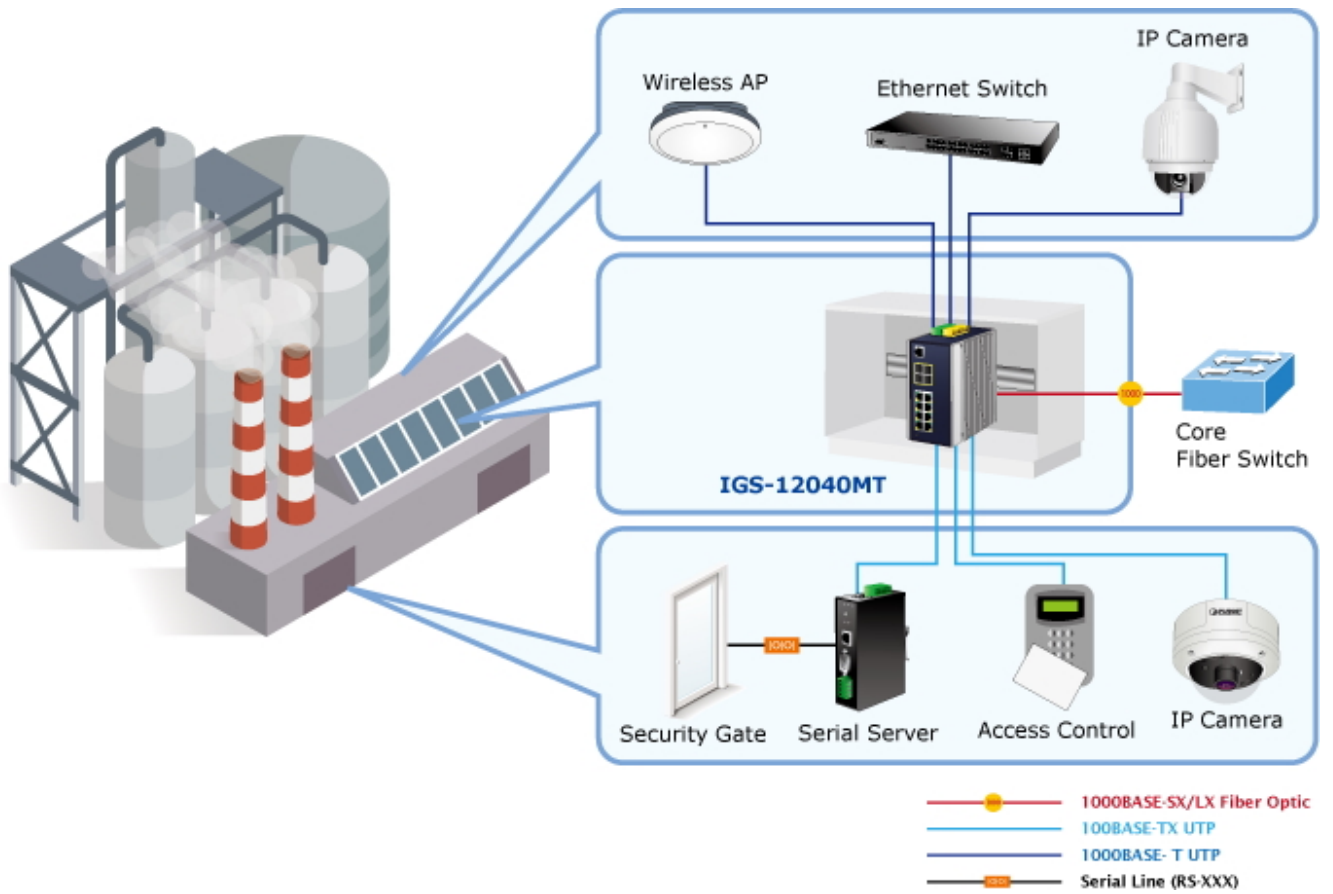 IP Camera
Wireless AP
Ethernet Switch
1000
Core
Fiber Switch
IGS-12040MT
Security Gate
Serial Server
Access Control
IP Camera
1000BASE-SX/LX Fiber Optic
100BASE-TX UTP
1000BASE- T UTP
Serial Line (RS-XXX)